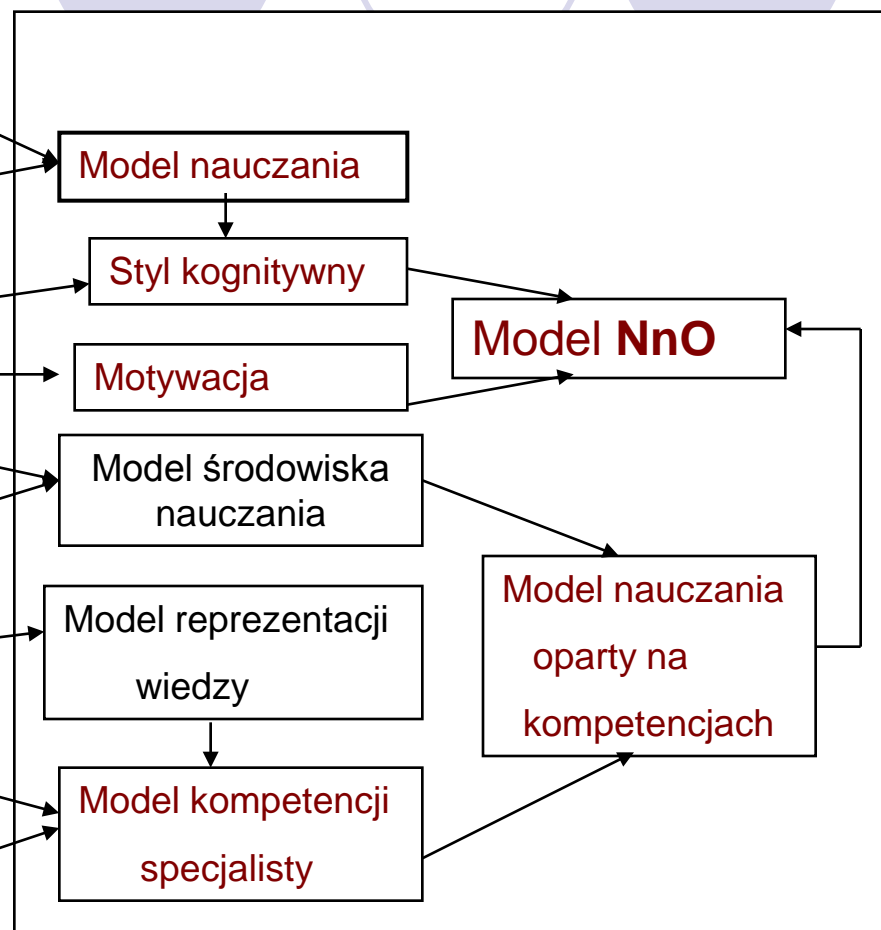 Model nauczania
Styl kognitywny
Model NnO
Motywacja
Model środowiska
nauczania
Model nauczania
oparty na
kompetencjach
Model reprezentacji
wiedzy
Model kompetencji
specjalisty